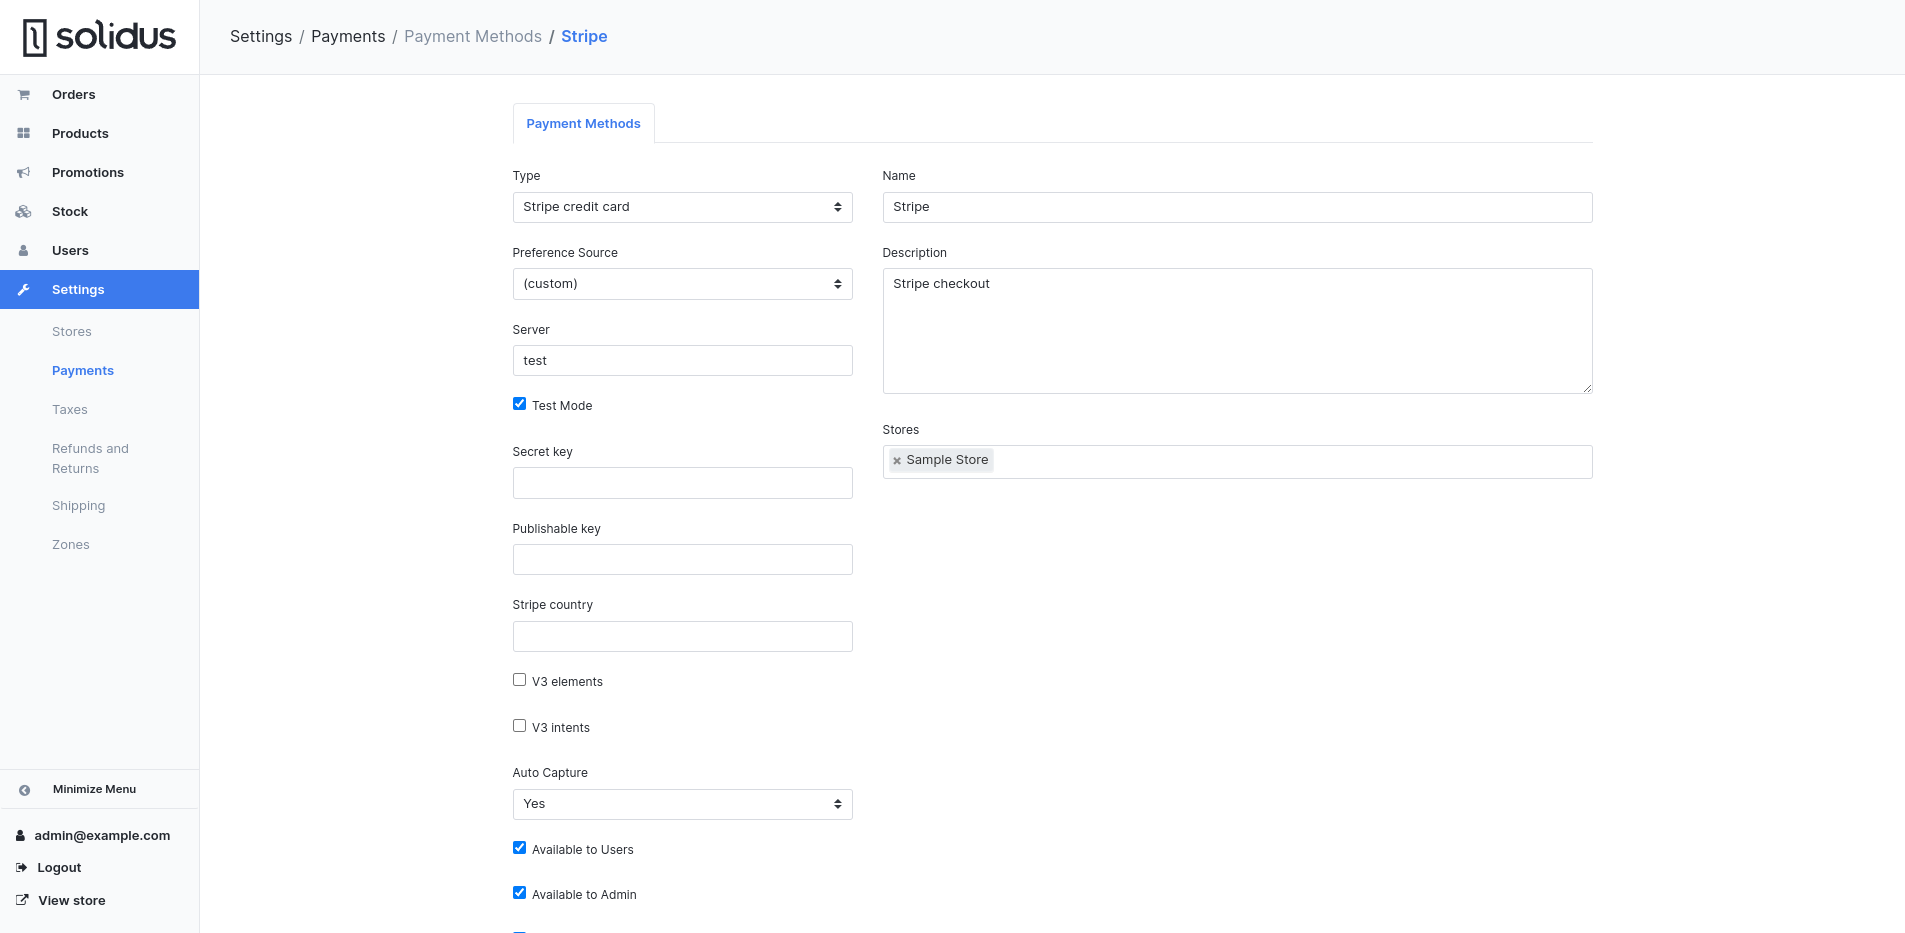 solidus
Settings / Payments / Payment Methods / Stripe
Orders
Products
Promotions
Stock
Users
Settings
Stores
Payments
Taxes
Refunds and
Returns
Shipping
Zones
Minimize Menu
admin@example.com
Logout
View store
Payment Methods
Type
Stripe credit card
Preference Source
(custom)
Server
test
Test Mode
Secret key
Publishable key
Stripe country
V3 elements
V3 intents
Auto Capture
Yes
Available to Users
Available to Admin
Name
Stripe
Description
Stripe checkout
Stores
× Sample Store